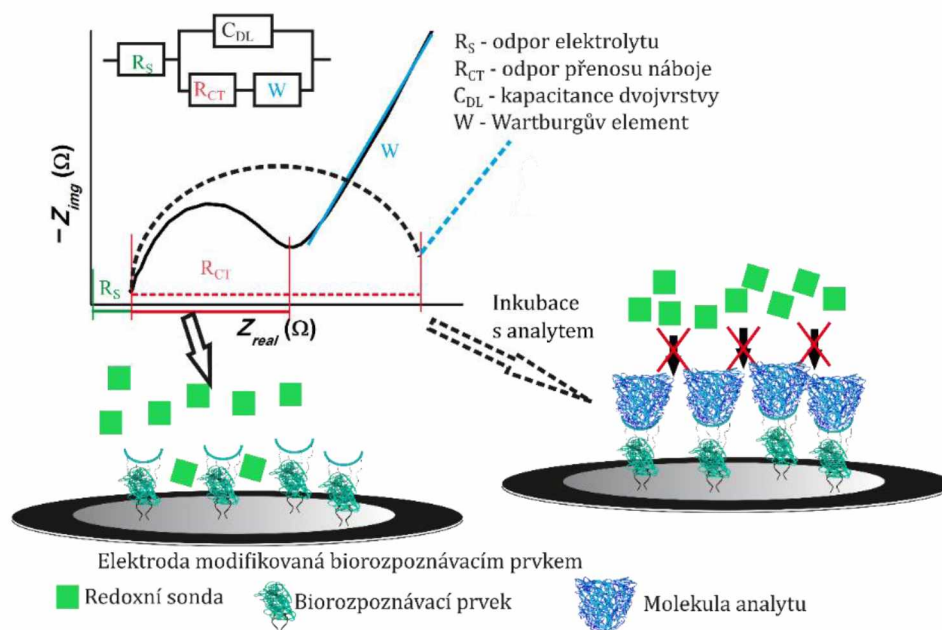 C_DL
R_S
R_CT
W
R_S - odpor elektrolytu
R_CT - odpor přenosu náboje
C_DL - kapacitance dvojvrstvy
W - Wartburgův element
W
−Z_img (Ω)
R_CT
R_S
Z_real (Ω)
Inkubace
s analytem
Elektroda modifikovaná biorozpoznávacím prvkem
Redoxní sonda
Biorozpoznávací prvek
Molekula analytu